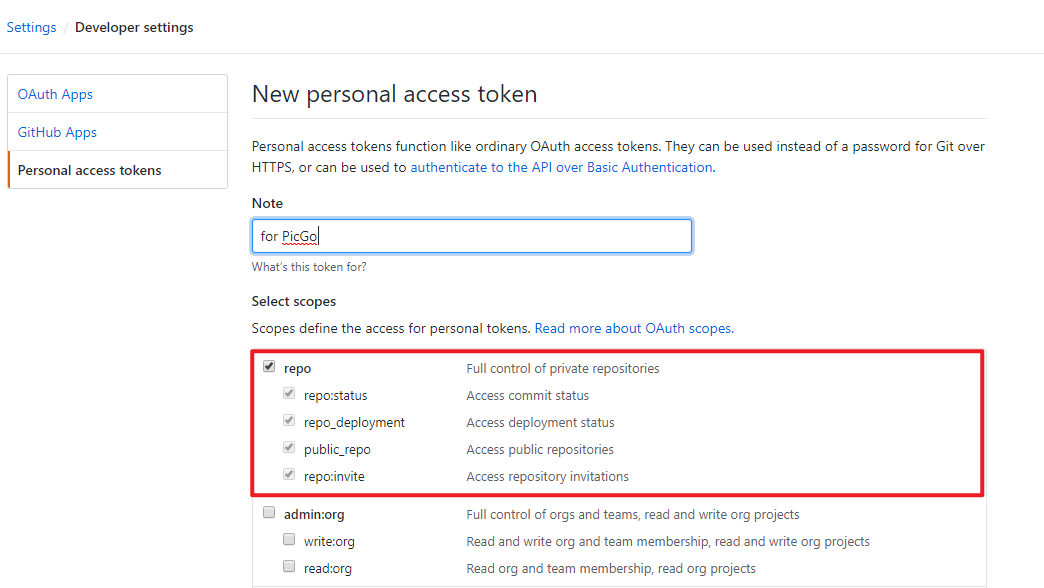 Settings / Developer settings
OAuth Apps
GitHub Apps
Personal access tokens
New personal access token
Personal access tokens function like ordinary OAuth access tokens. They can be used instead of a password for Git over
HTTPS, or can be used to authenticate to the API over Basic Authentication.
Note
for PicGo
What's this token for?
Select scopes
Scopes define the access for personal tokens. Read more about OAuth scopes.
repo Full control of private repositories
repo:status Access commit status
repo_deployment Access deployment status
public_repo Access public repositories
repo:invite Access repository invitations
admin:org Full control of orgs and teams, read and write org projects
write:org Read and write org and team membership, read and write org projects
read:org Read org and team membership, read org projects